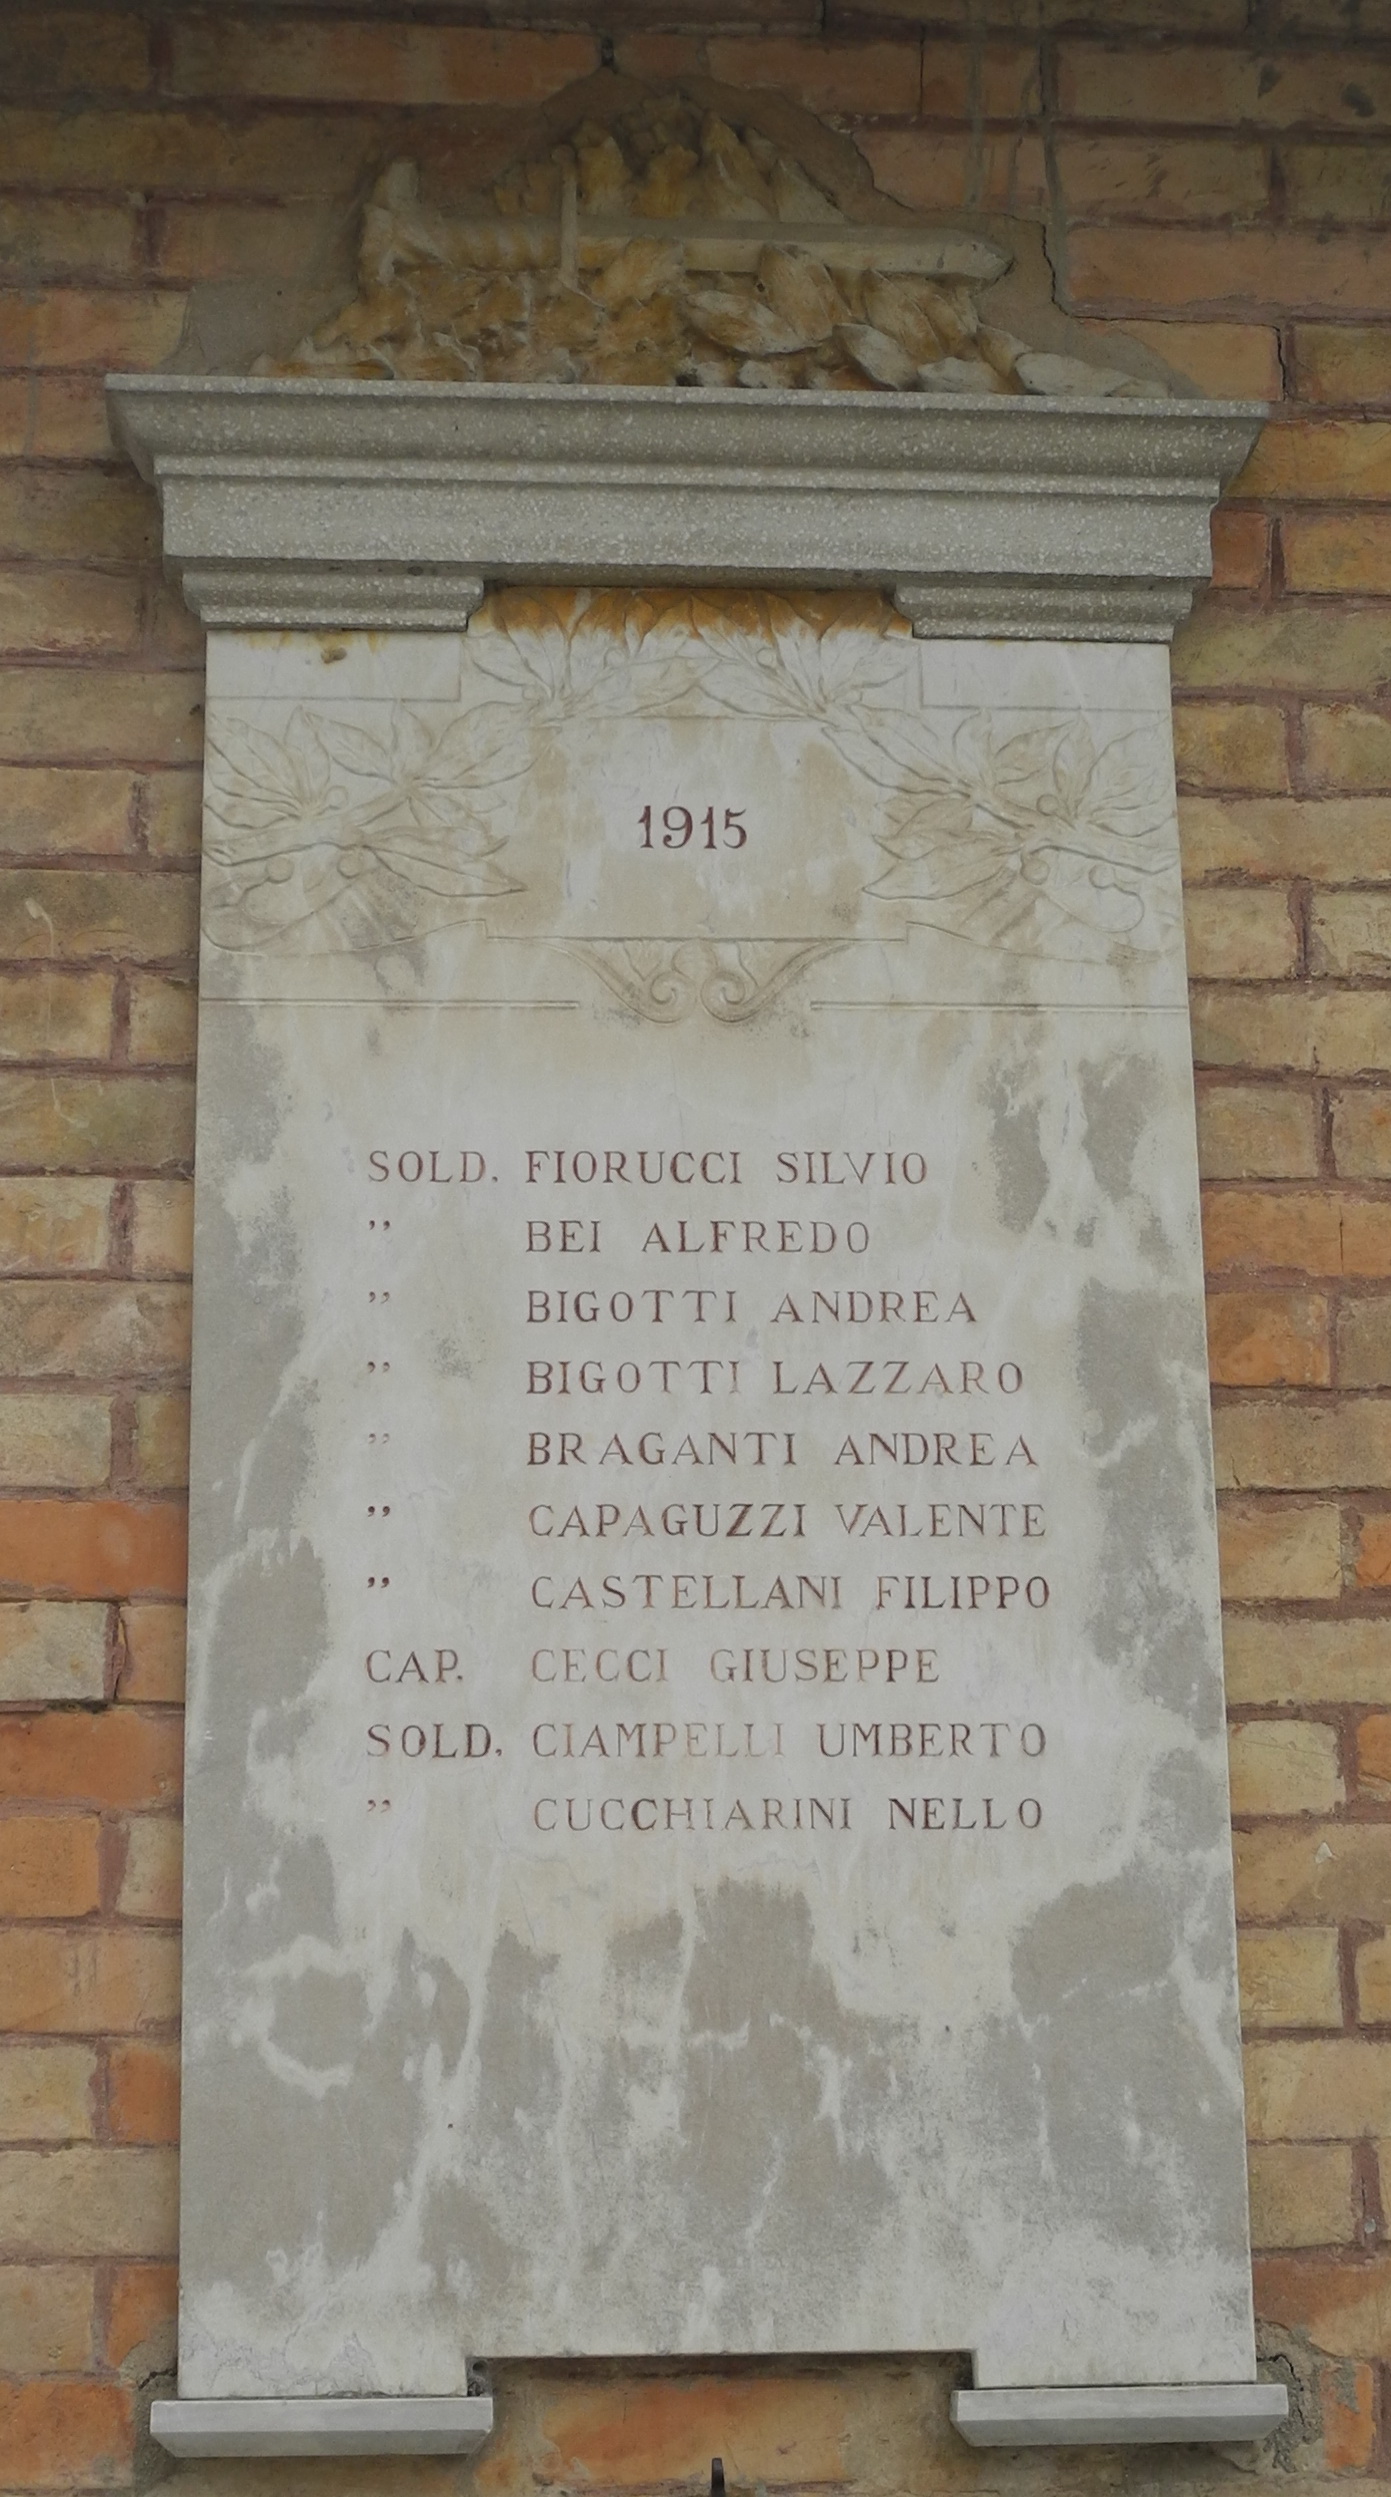 1915
SOLD. FIORUCCI SILVIO
” BEI ALFREDO
” BIGOTTI ANDREA
” BIGOTTI LAZZARO
” BRAGANTI ANDREA
” CAPAGUZZI VALENTE
” CASTELLANI FILIPPO
CAP. CECCI GIUSEPPE
SOLD. CIAMPELLI UMBERTO
” CUCCHIARINI NELLO